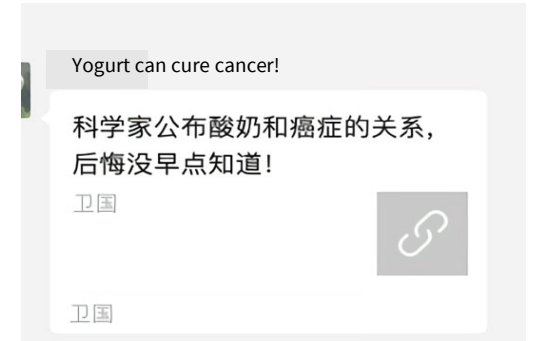 Yogurt can cure cancer!
科学家公布酸奶和癌症的关系，
后悔没早点知道！
卫国
卫国